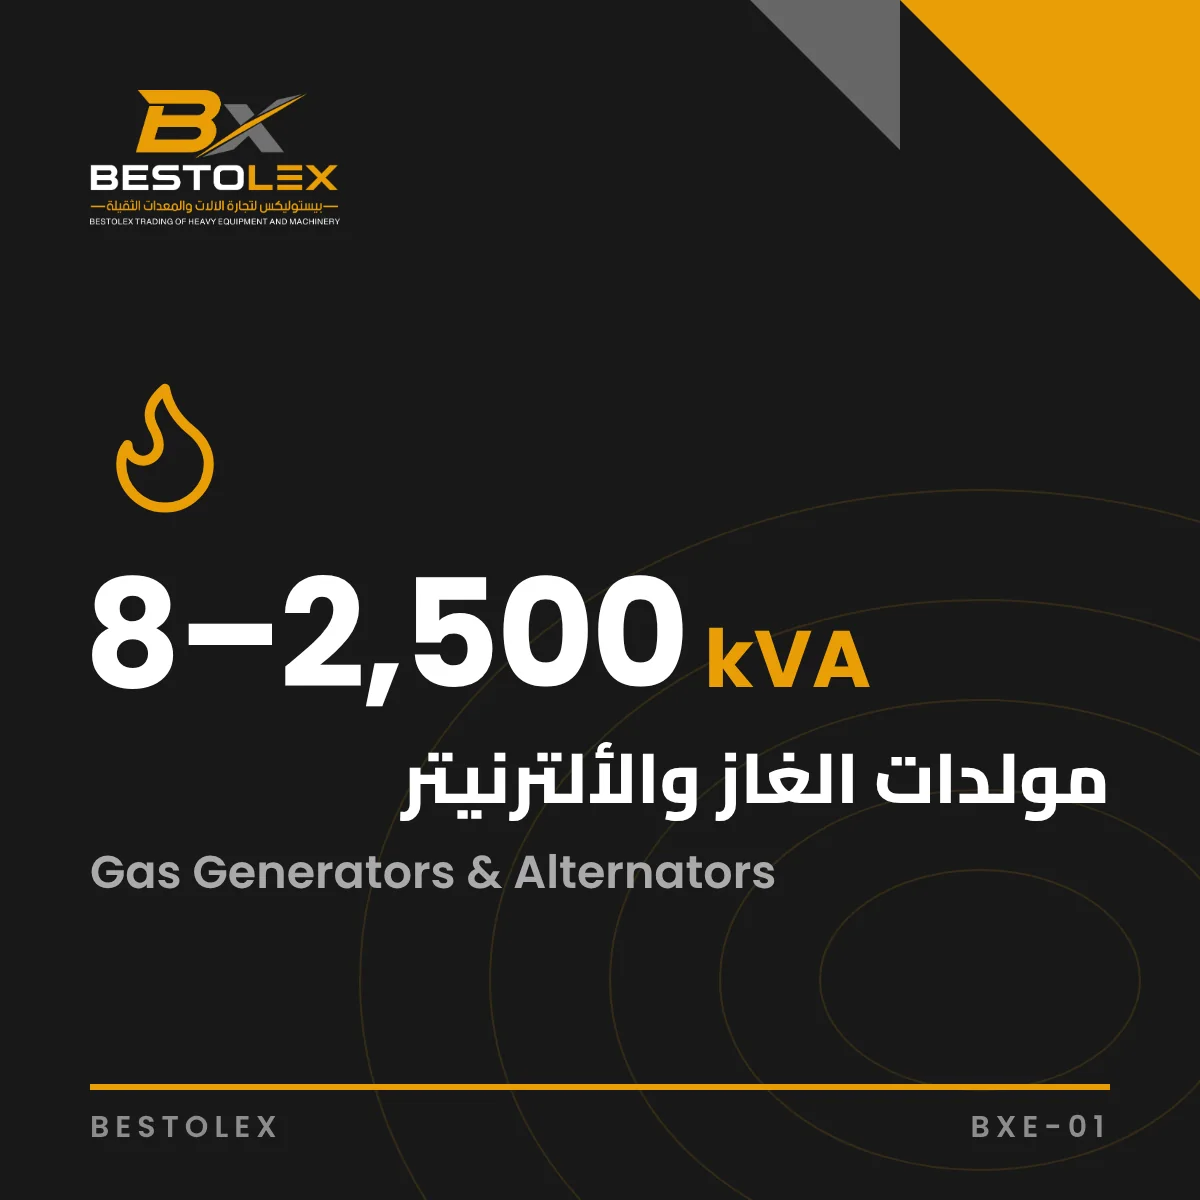 BX
BESTOLEX
بيستوليكس لتجارة الالات والمعدات الثقيلة
BESTOLEX TRADING OF HEAVY EQUIPMENT AND MACHINERY
8–2,500 kVA
مولدات الغاز والألترنيتر
Gas Generators & Alternators
BESTOLEX
BXE-01